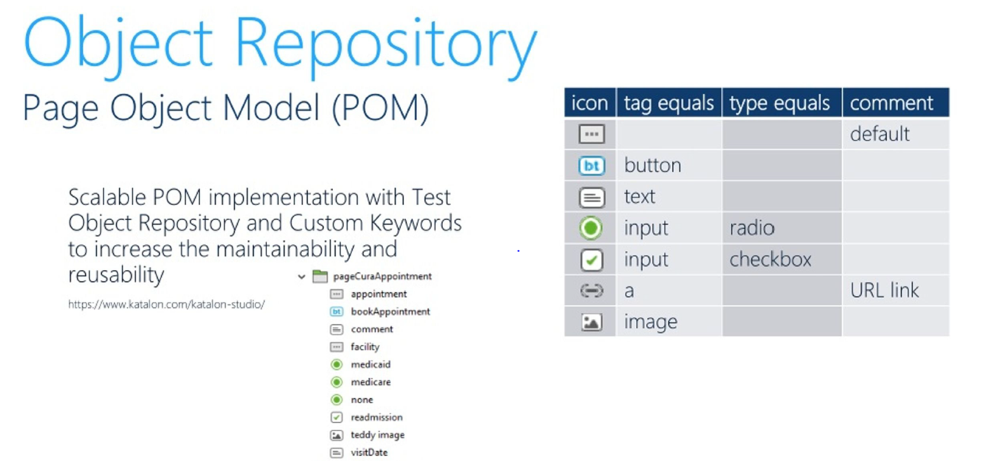 Object Repository
Page Object Model (POM)
Scalable POM implementation with Test
Object Repository and Custom Keywords
to increase the maintainability and
reusability
https://www.katalon.com/katalon-studio/
pageCuraAppointment
appointment
bt bookAppointment
comment
facility
medicaid
medicare
none
readmission
teddy image
visitDate
icon tag equals type equals comment
default
bt button
text
input radio
input checkbox
a URL link
image